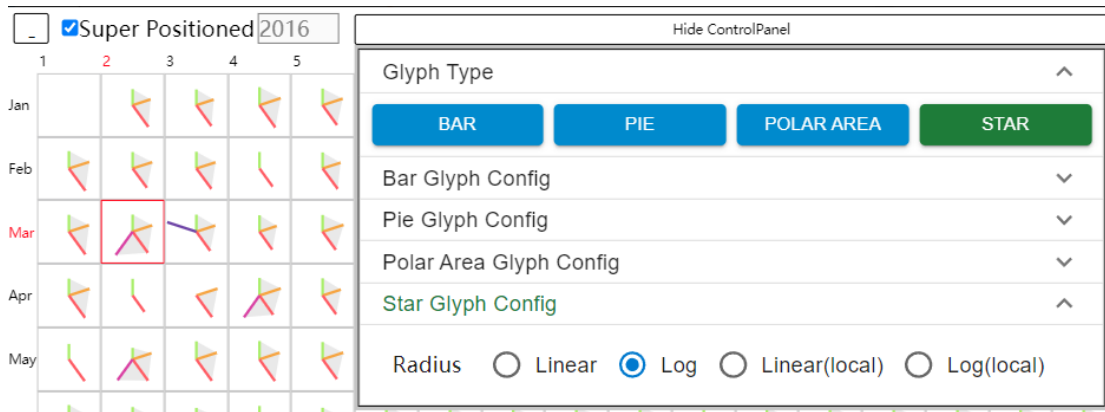 - Super Positioned 2016
Hide ControlPanel
1 2 3 4 5
Glyph Type
Jan
BAR PIE POLAR AREA STAR
Feb
Bar Glyph Config
Pie Glyph Config
Mar
Polar Area Glyph Config
Apr
Star Glyph Config
May
Radius Linear Log Linear(local) Log(local)